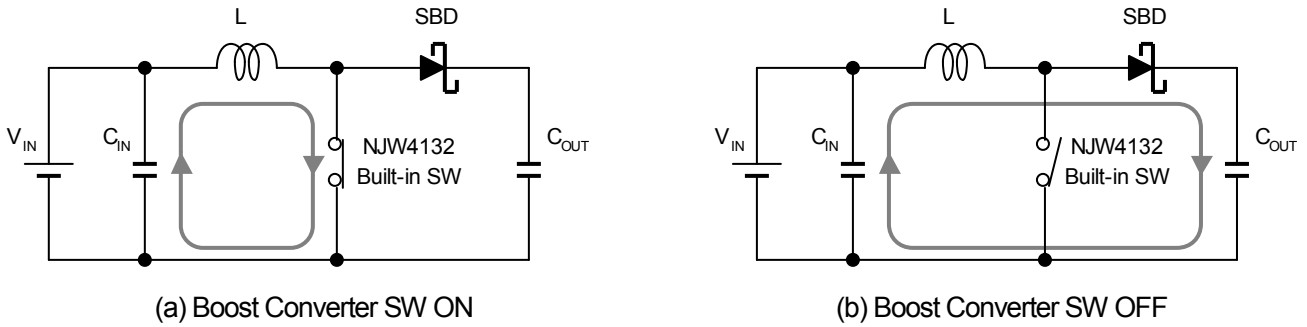 L
SBD
V_IN
C_IN
NJW4132
Built-in SW
C_OUT
(a) Boost Converter SW ON
L
SBD
V_IN
C_IN
NJW4132
Built-in SW
C_OUT
(b) Boost Converter SW OFF